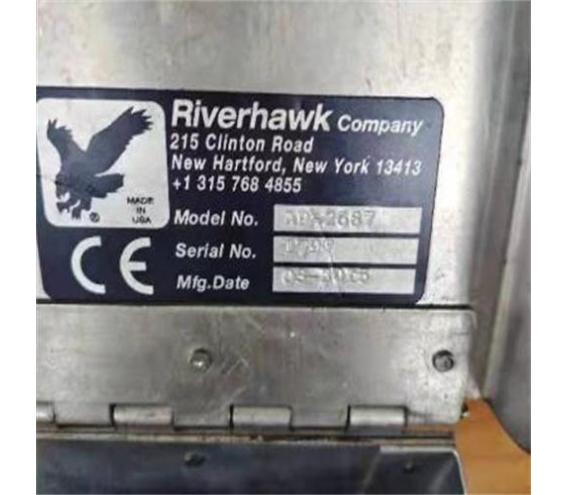 Riverhawk Company
215 Clinton Road
New Hartford, New York 13413
+1 315 768 4855
MADE
IN
USA
®
Model No.
Serial No.
Mfg.Date
CE